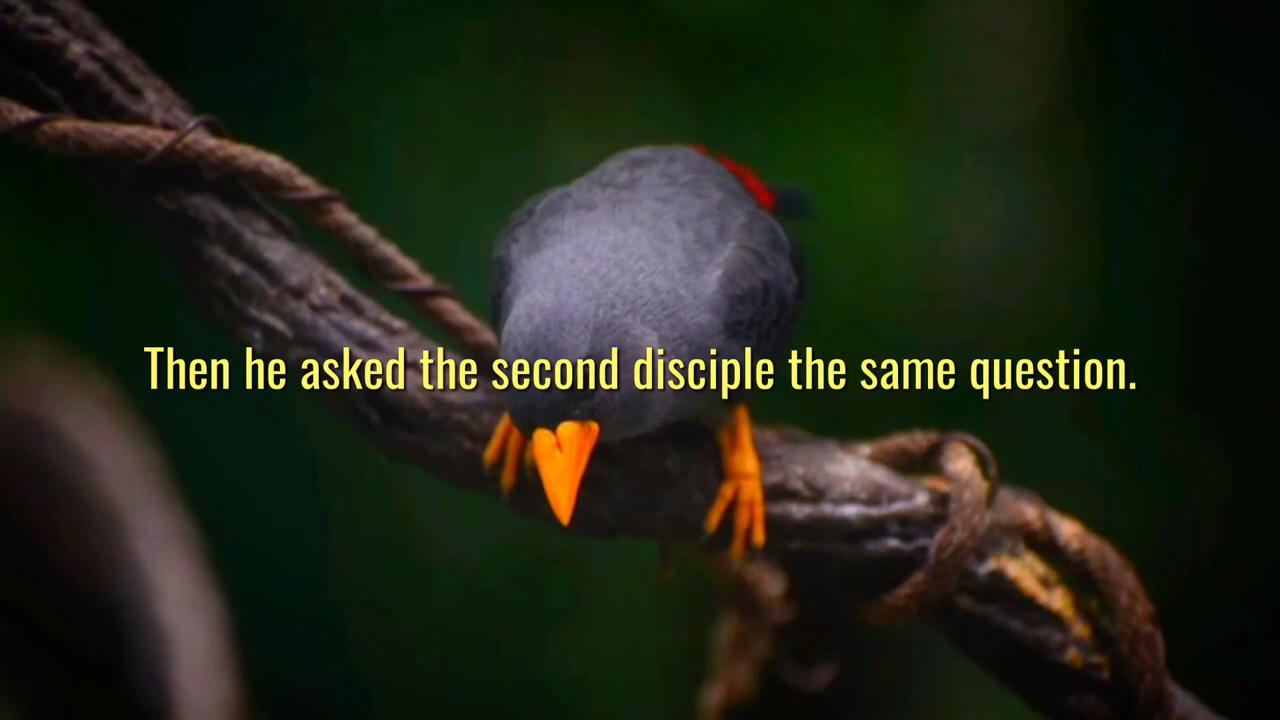 Then he asked the second disciple the same question.